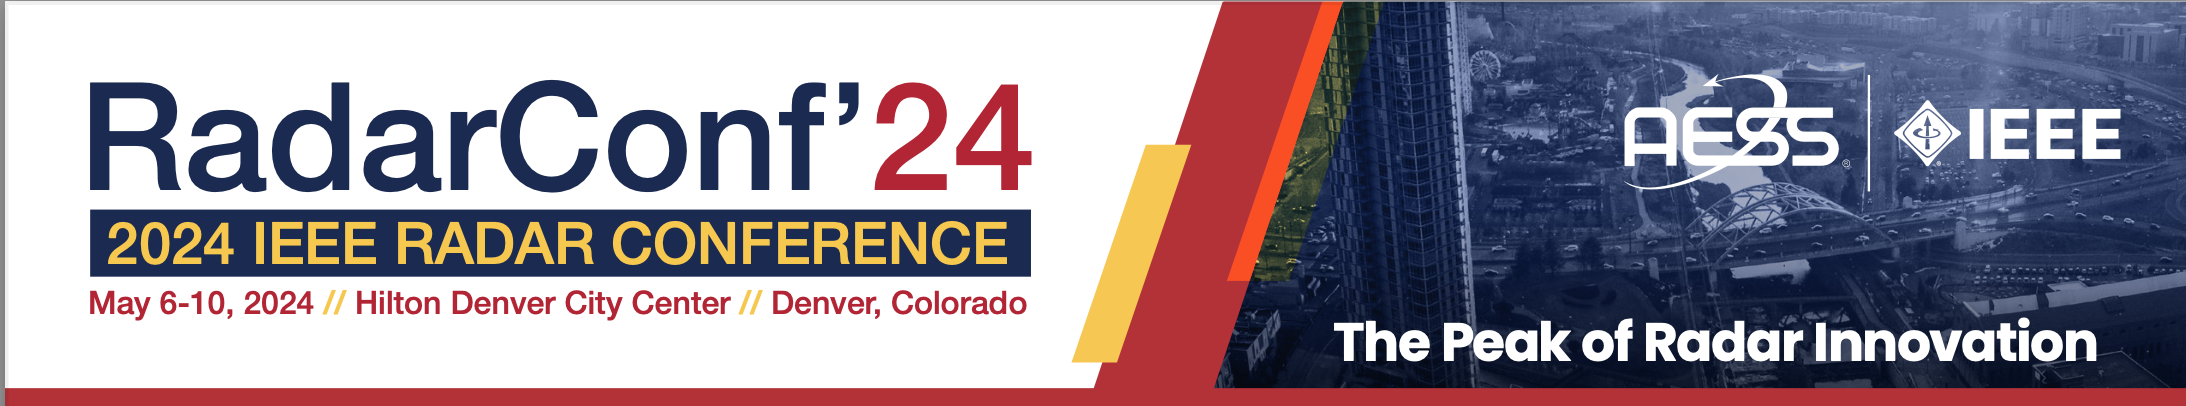 RadarConf'24
2024 IEEE RADAR CONFERENCE
May 6-10, 2024 // Hilton Denver City Center // Denver, Colorado
AESS®
IEEE
The Peak of Radar Innovation